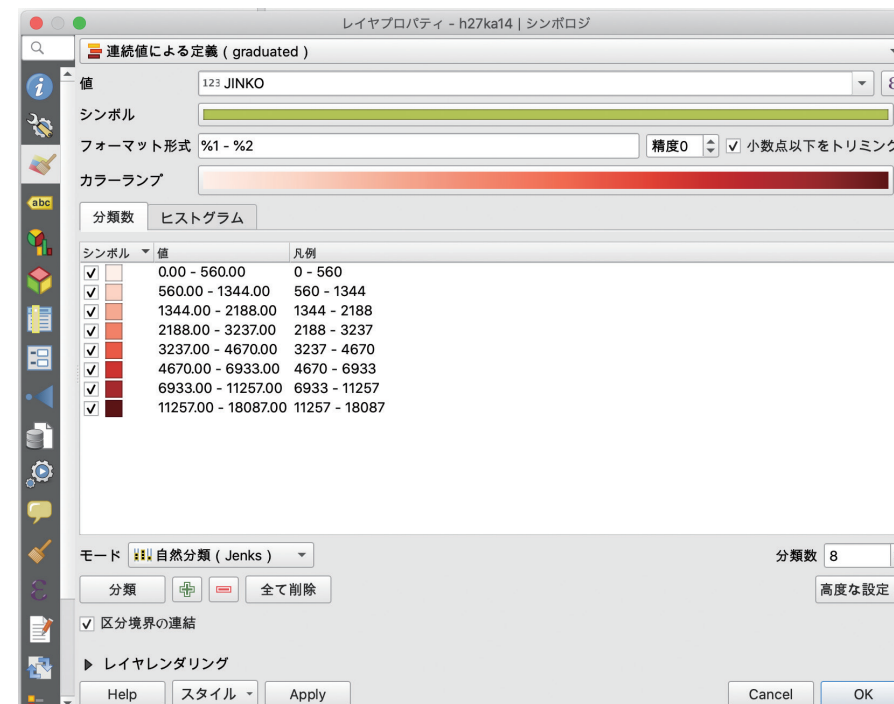 レイヤプロパティ - h27ka14 | シンボロジ
連続値による定義 ( graduated )
値 123 JINKO ε
シンボル
フォーマット形式 %1 - %2 精度0 小数点以下をトリミング
カラーランプ
abc
分類数 ヒストグラム
シンボル 値 凡例
0.00 - 560.00 0 - 560
560.00 - 1344.00 560 - 1344
1344.00 - 2188.00 1344 - 2188
2188.00 - 3237.00 2188 - 3237
3237.00 - 4670.00 3237 - 4670
4670.00 - 6933.00 4670 - 6933
6933.00 - 11257.00 6933 - 11257
11257.00 - 18087.00 11257 - 18087
モード 自然分類 ( Jenks ) 分類数 8
分類 全て削除 高度な設定
区分境界の連結
レイヤレンダリング
Help スタイル Apply Cancel OK